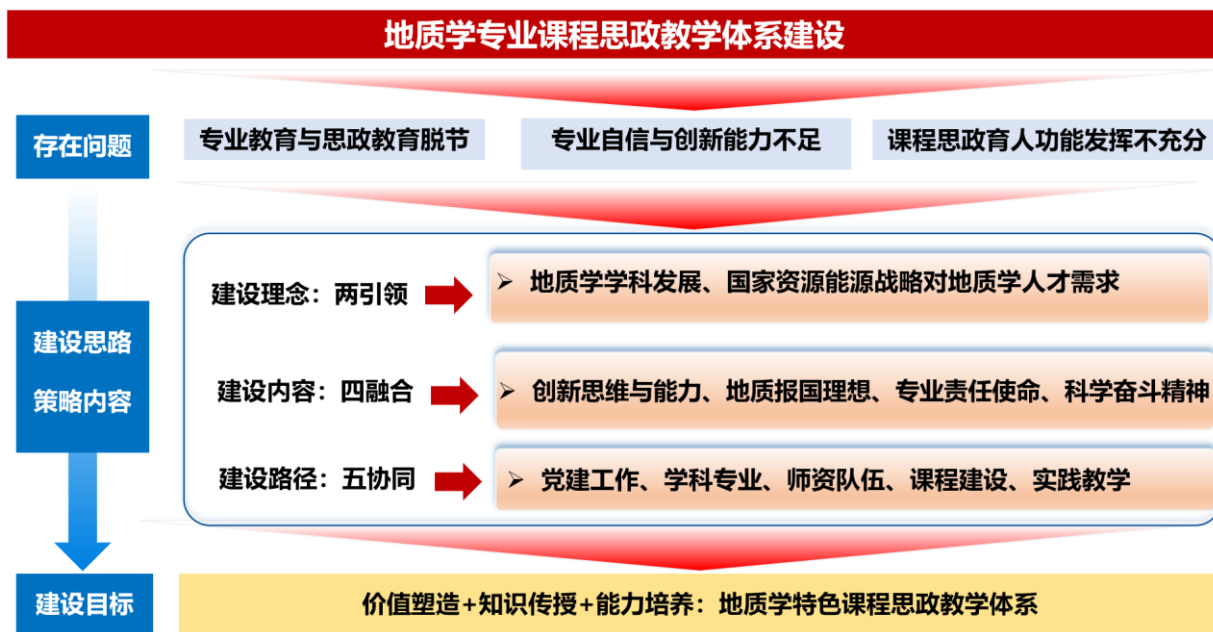 地质学专业课程思政教学体系建设
存在问题
专业教育与思政教育脱节
专业自信与创新能力不足
课程思政育人功能发挥不充分
建设思路
策略内容
建设理念：两引领
➢ 地质学学科发展、国家资源能源战略对地质学人才需求
建设内容：四融合
➢ 创新思维与能力、地质报国理想、专业责任使命、科学奋斗精神
建设路径：五协同
➢ 党建工作、学科专业、师资队伍、课程建设、实践教学
建设目标
价值塑造+知识传授+能力培养：地质学特色课程思政教学体系